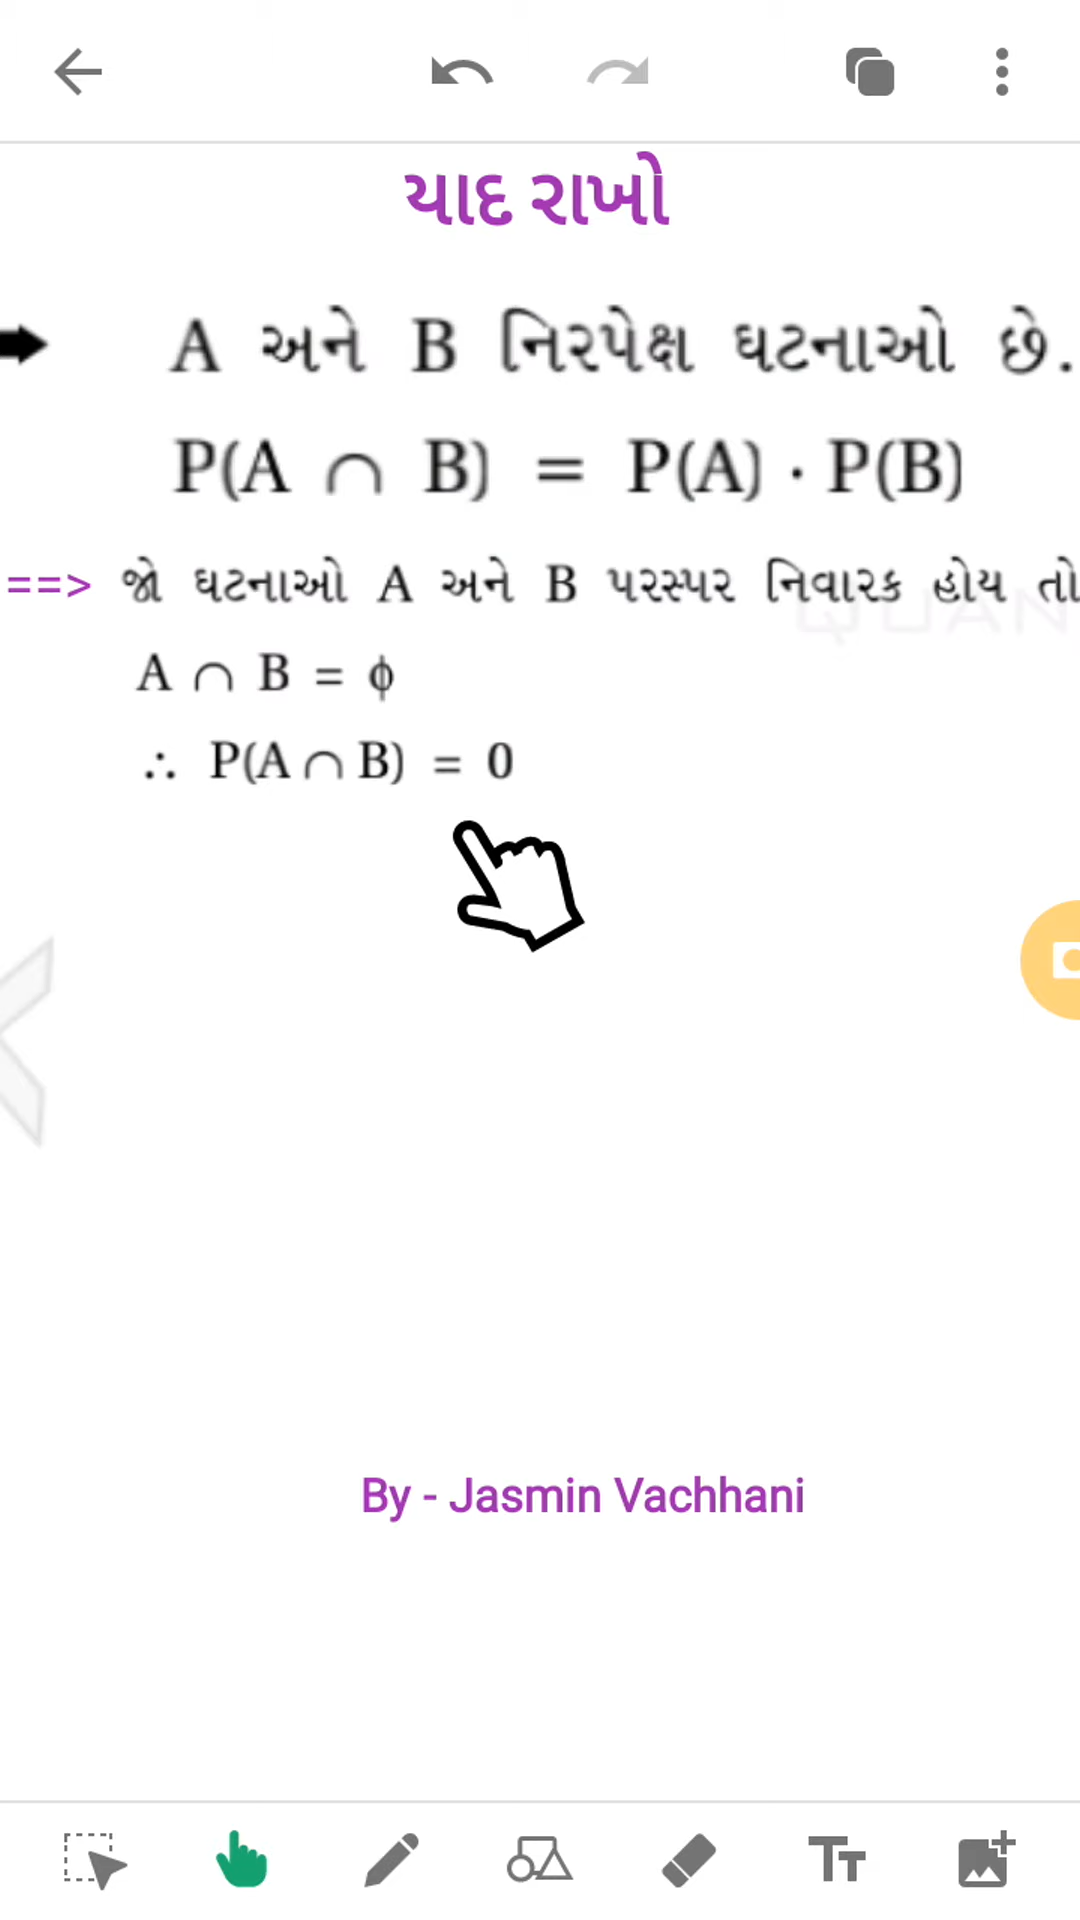 યાદ રાખો
A અને B નિરપેક્ષ ઘટનાઓ છે.
P(A ∩ B) = P(A) · P(B)
==> જો ઘટનાઓ A અને B પરસ્પર નિવારક હોય તો
A ∩ B = ϕ
∴ P(A ∩ B) = 0
By - Jasmin Vachhani